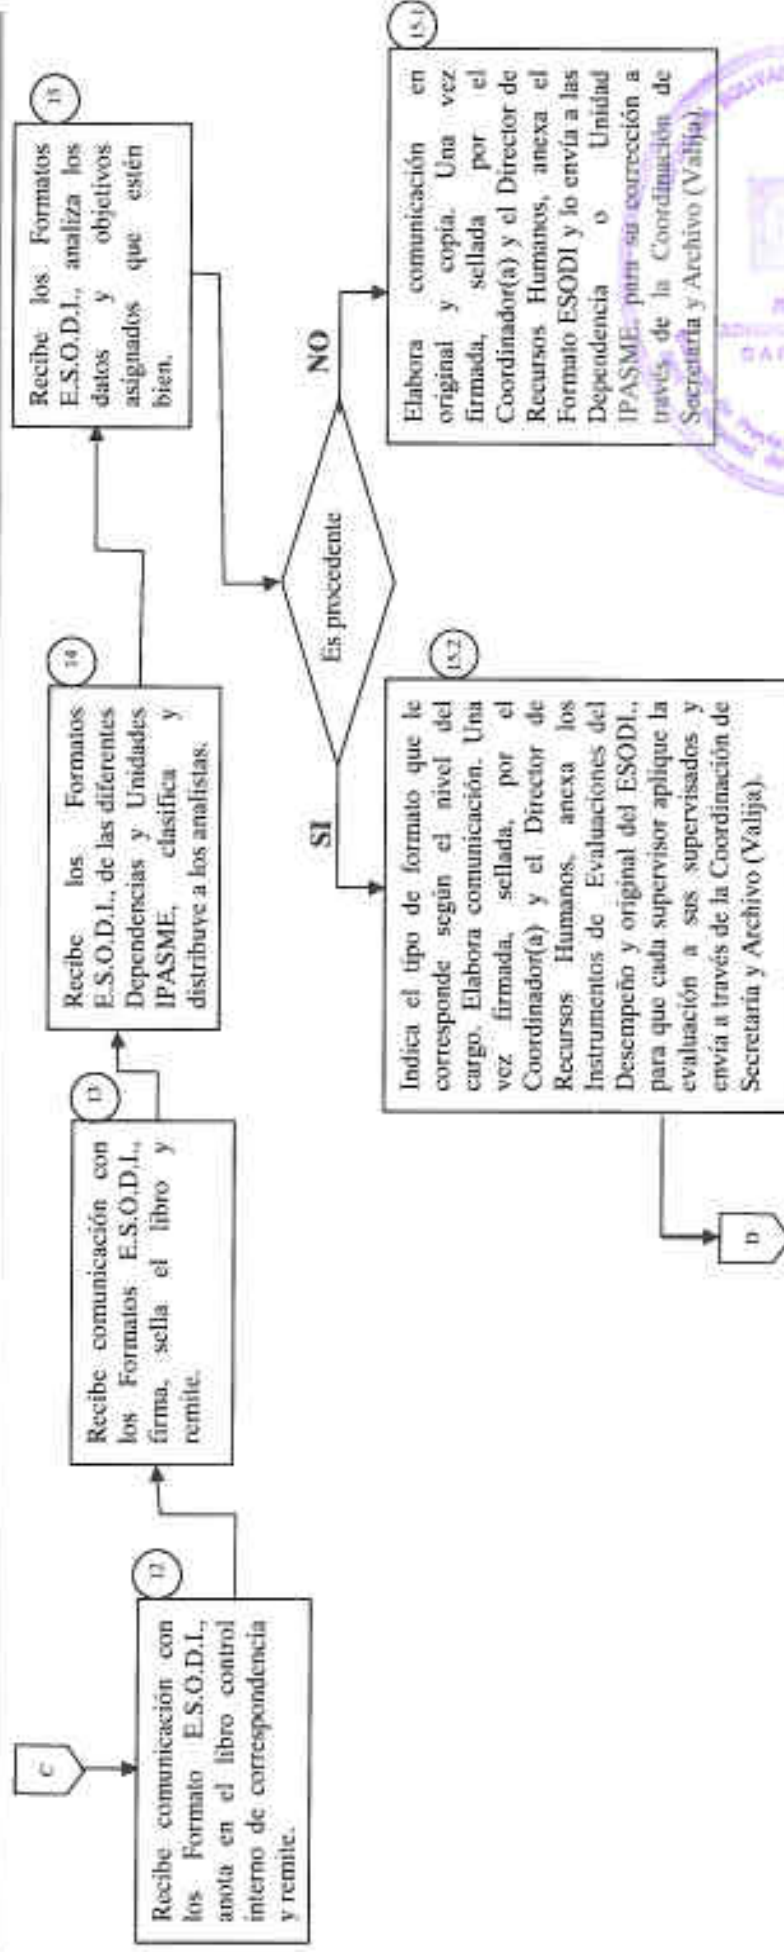 C
12
Recibe comunicación con
los Formato E.S.O.D.I.,
anota en el libro control
interno de correspondencia
y remite.
13
Recibe comunicación con
los Formatos E.S.O.D.I.,
firma, sella el libro y
remite.
14
Recibe los Formatos
E.S.O.D.I., de las diferentes
Dependencias y Unidades
IPASME, clasifica y
distribuye a los analistas.
15
Recibe los Formatos
E.S.O.D.I., analiza los
datos y objetivos
asignados que estén
bien.
Es procedente
SI
NO
15.2
Indica el tipo de formato que le
corresponde según el nivel del
cargo. Elabora comunicación. Una
vez firmada, sellada, por el
Coordinador(a) y el Director de
Recursos Humanos, anexa los
Instrumentos de Evaluaciones del
Desempeño y original del ESODI.,
para que cada supervisor aplique la
evaluación a sus supervisados y
envía a través de la Coordinación de
Secretaria y Archivo (Valija).
15.1
Elabora comunicación en
original y copia. Una vez
firmada, sellada por el
Coordinador(a) y el Director de
Recursos Humanos, anexa el
Formato ESODI y lo envía a las
Dependencia o Unidad
IPASME, para su corrección a
través de la Coordinación de
Secretaria y Archivo (Valija).
D